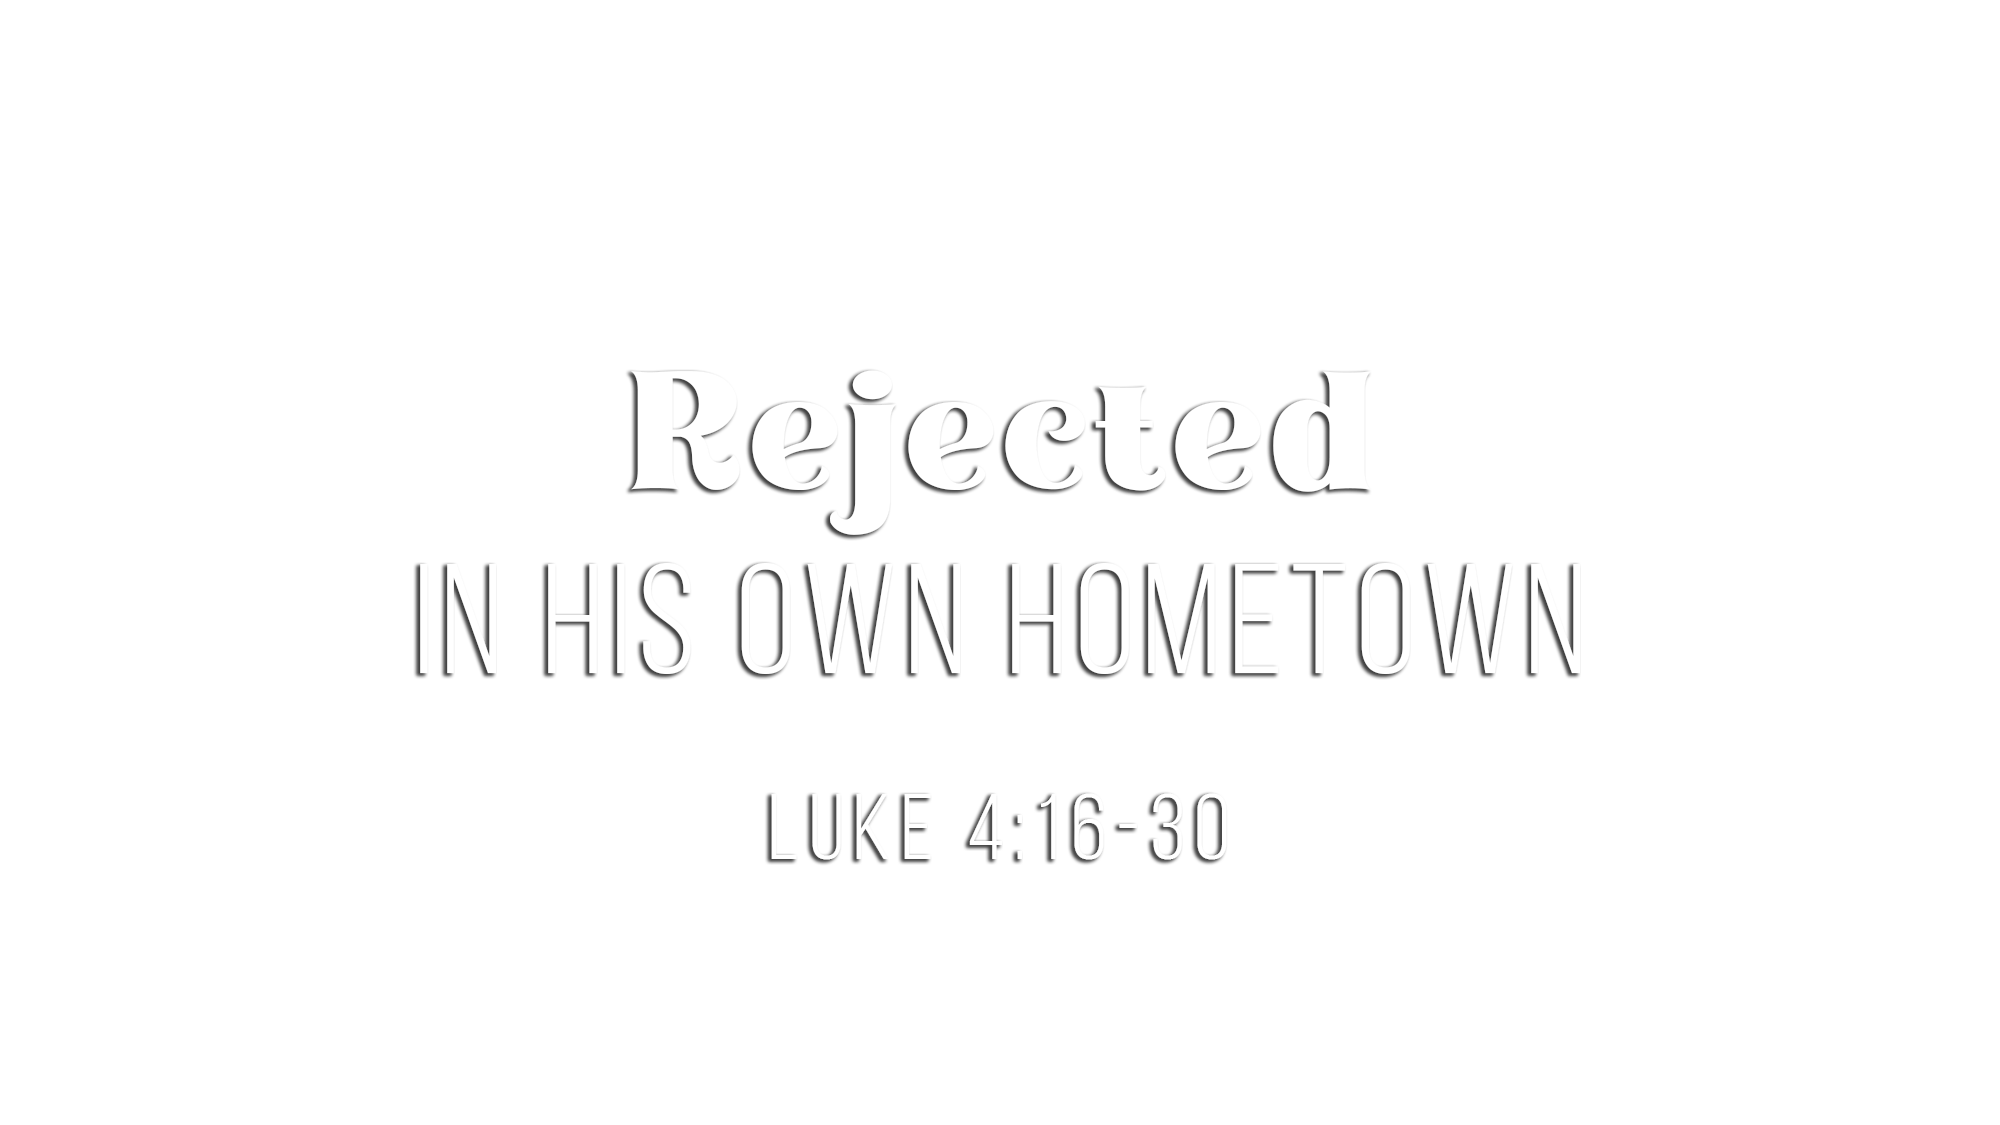 Rejected
IN HIS OWN HOMETOWN
LUKE 4:16-30